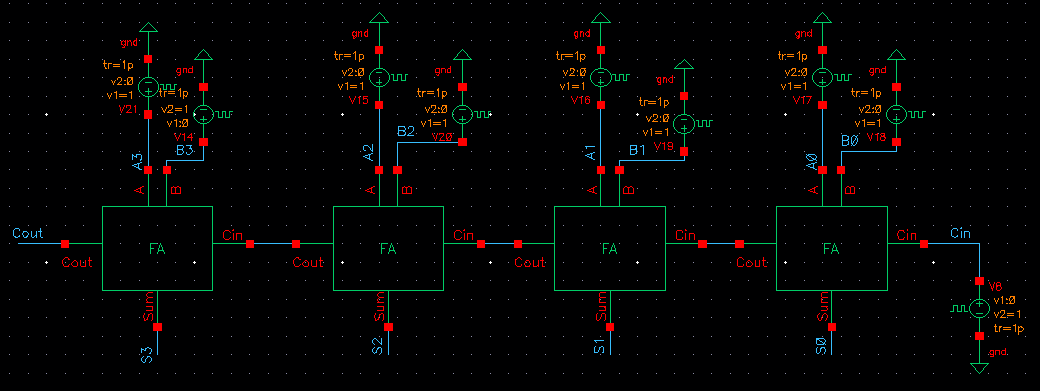 gnd
tr=1p
v2:0
v1=1
V21
gnd
tr=1p
v2=1
v1:0
V14
A3
B3
A
B
Cout
Cout
FA
Cin
Sum
S3
gnd
tr=1p
v2:0
v1=1
V15
gnd
tr=1p
v2:0
v1=1
V20
A2
B2
A
B
Cout
FA
Cin
Sum
S2
gnd
tr=1p
v2:0
v1=1
V16
gnd
tr=1p
v2:0
v1=1
V19
A1
B1
A
B
Cout
FA
Cin
Sum
S1
gnd
tr=1p
v2:0
v1=1
V17
gnd
tr=1p
v2:0
v1=1
V18
A0
B0
A
B
Cout
FA
Cin
Cin
Sum
S0
V8
v1:0
v2=1
tr=1p
gnd